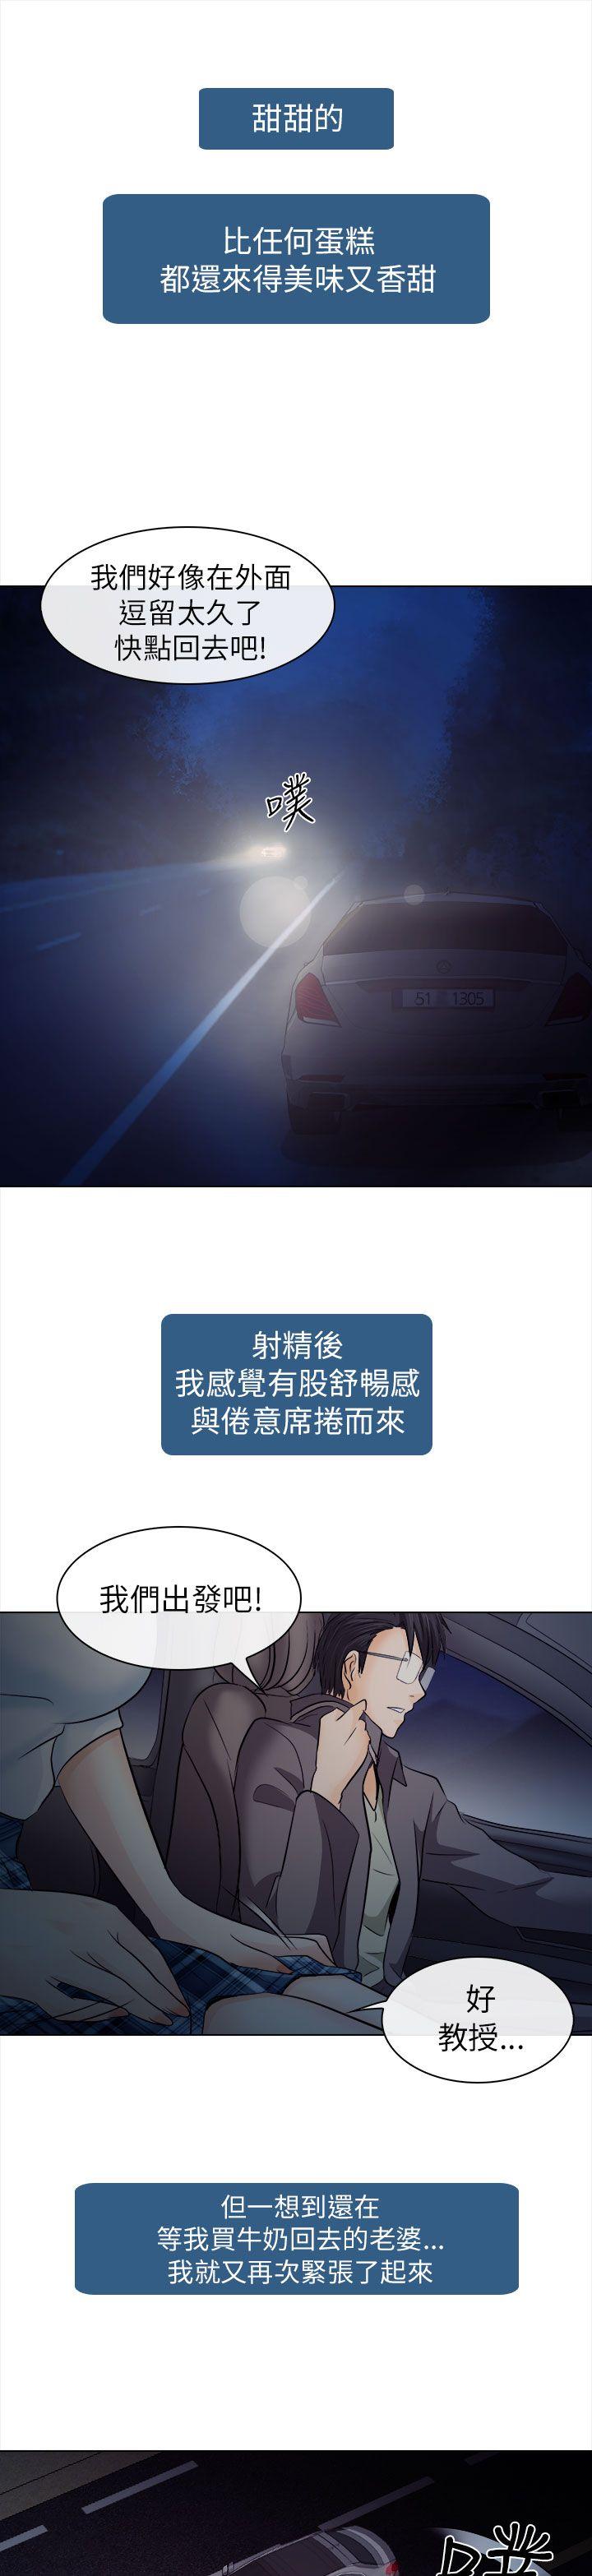 甜甜的
比任何蛋糕
都還來得美味又香甜
我們好像在外面
逗留太久了
快點回去吧!
噗
51 1305
射精後
我感覺有股舒暢感
與倦意席捲而來
我們出發吧!
好
教授...
但一想到還在
等我買牛奶回去的老婆...
我就又再次緊張了起來